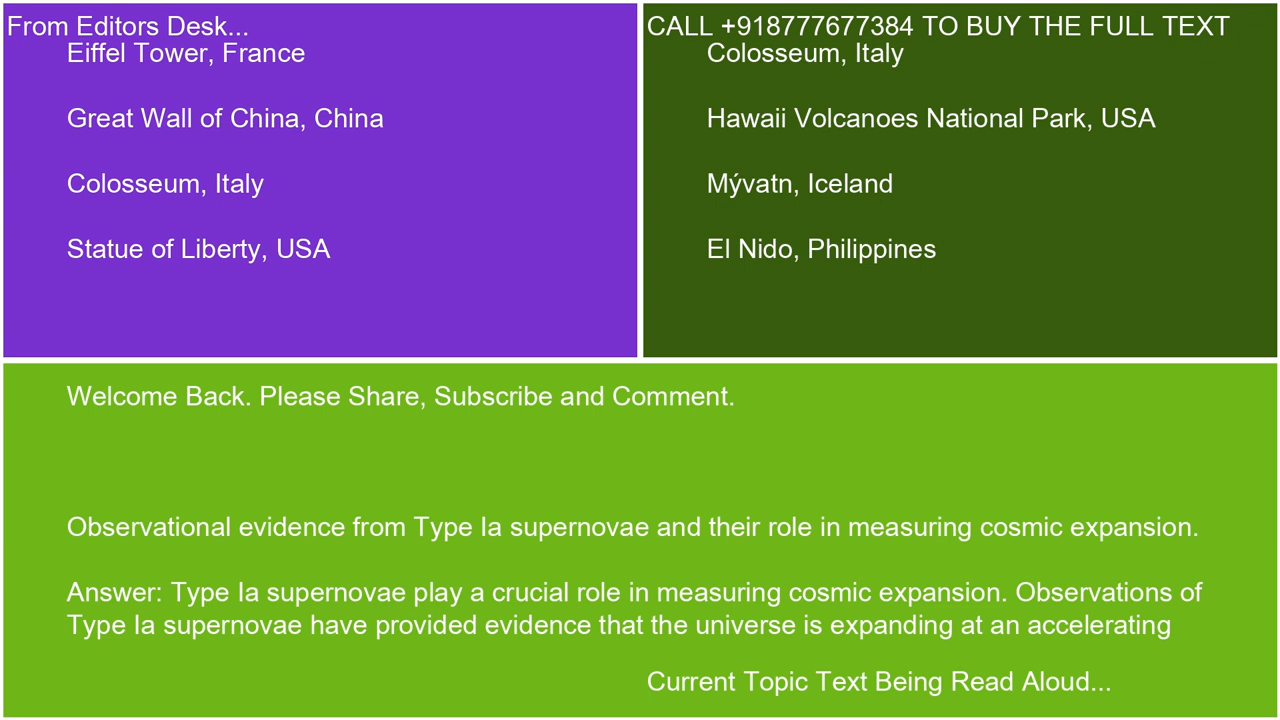 From Editors Desk...
Eiffel Tower, France
Great Wall of China, China
Colosseum, Italy
Statue of Liberty, USA
CALL +918777677384 TO BUY THE FULL TEXT
Colosseum, Italy
Hawaii Volcanoes National Park, USA
Mývatn, Iceland
El Nido, Philippines
Welcome Back. Please Share, Subscribe and Comment.
Observational evidence from Type Ia supernovae and their role in measuring cosmic expansion.
Answer: Type Ia supernovae play a crucial role in measuring cosmic expansion. Observations of
Type Ia supernovae have provided evidence that the universe is expanding at an accelerating
Current Topic Text Being Read Aloud...